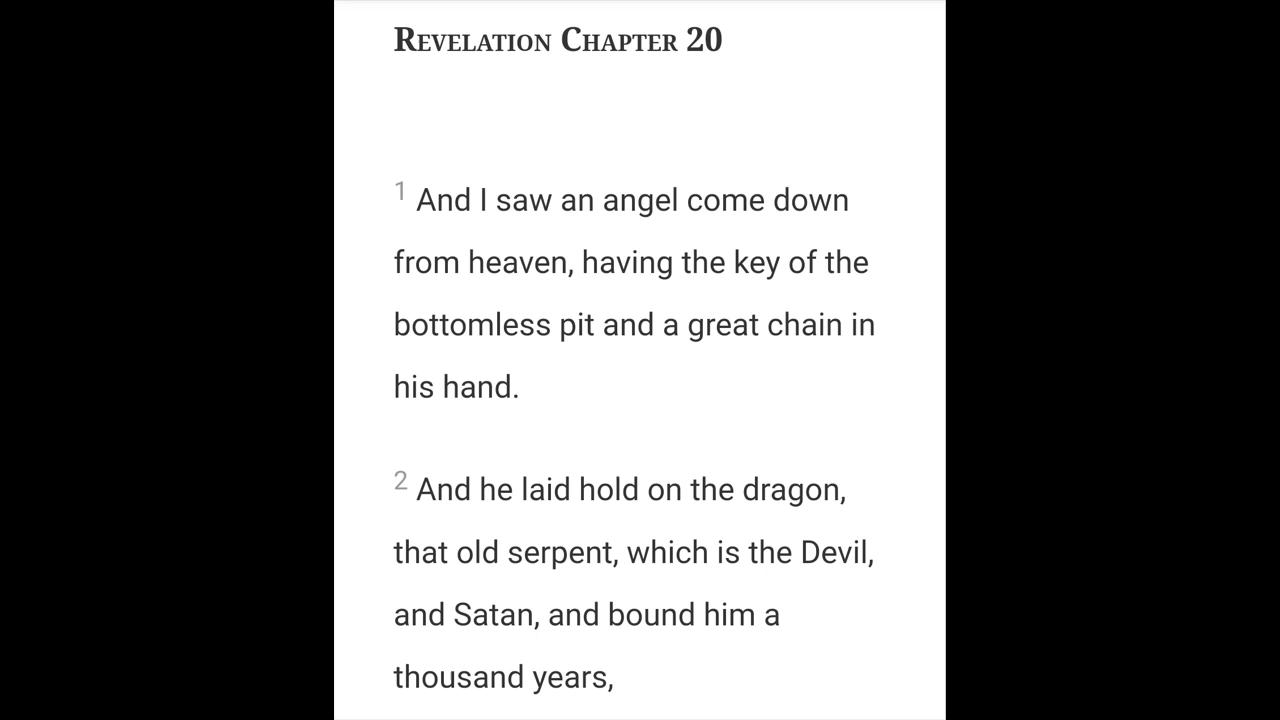 Revelation Chapter 20
1 And I saw an angel come down
from heaven, having the key of the
bottomless pit and a great chain in
his hand.
2 And he laid hold on the dragon,
that old serpent, which is the Devil,
and Satan, and bound him a
thousand years,